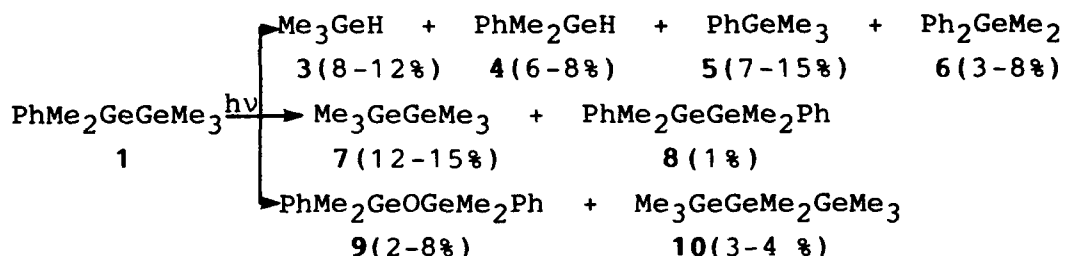 Me₃GeH + PhMe₂GeH + PhGeMe₃ + Ph₂GeMe₂
3(8-12%) 4(6-8%) 5(7-15%) 6(3-8%)
PhMe₂GeGeMe₃ hν Me₃GeGeMe₃ + PhMe₂GeGeMe₂Ph
1 7(12-15%) 8(1%)
PhMe₂GeOGeMe₂Ph + Me₃GeGeMe₂GeMe₃
9(2-8%) 10(3-4 %)